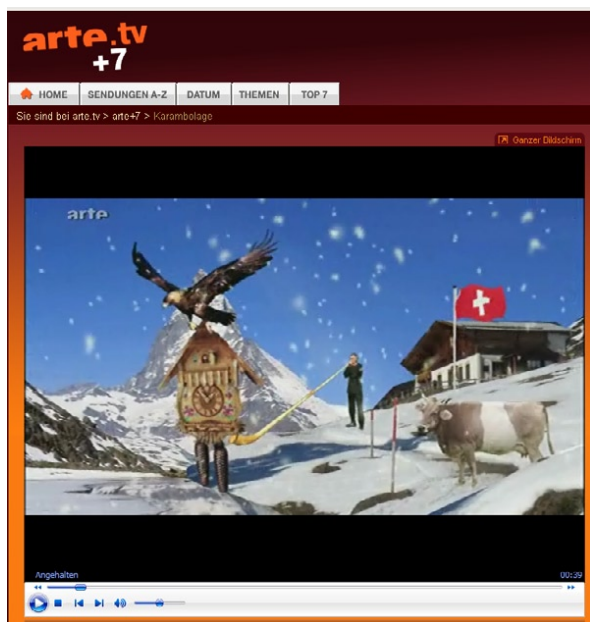 arte.tv
+7
HOME SENDUNGEN A-Z DATUM THEMEN TOP 7
Sie sind bei arte.tv > arte+7 > Karambolage
Ganzer Bildschirm
arte
Angehalten 00:39